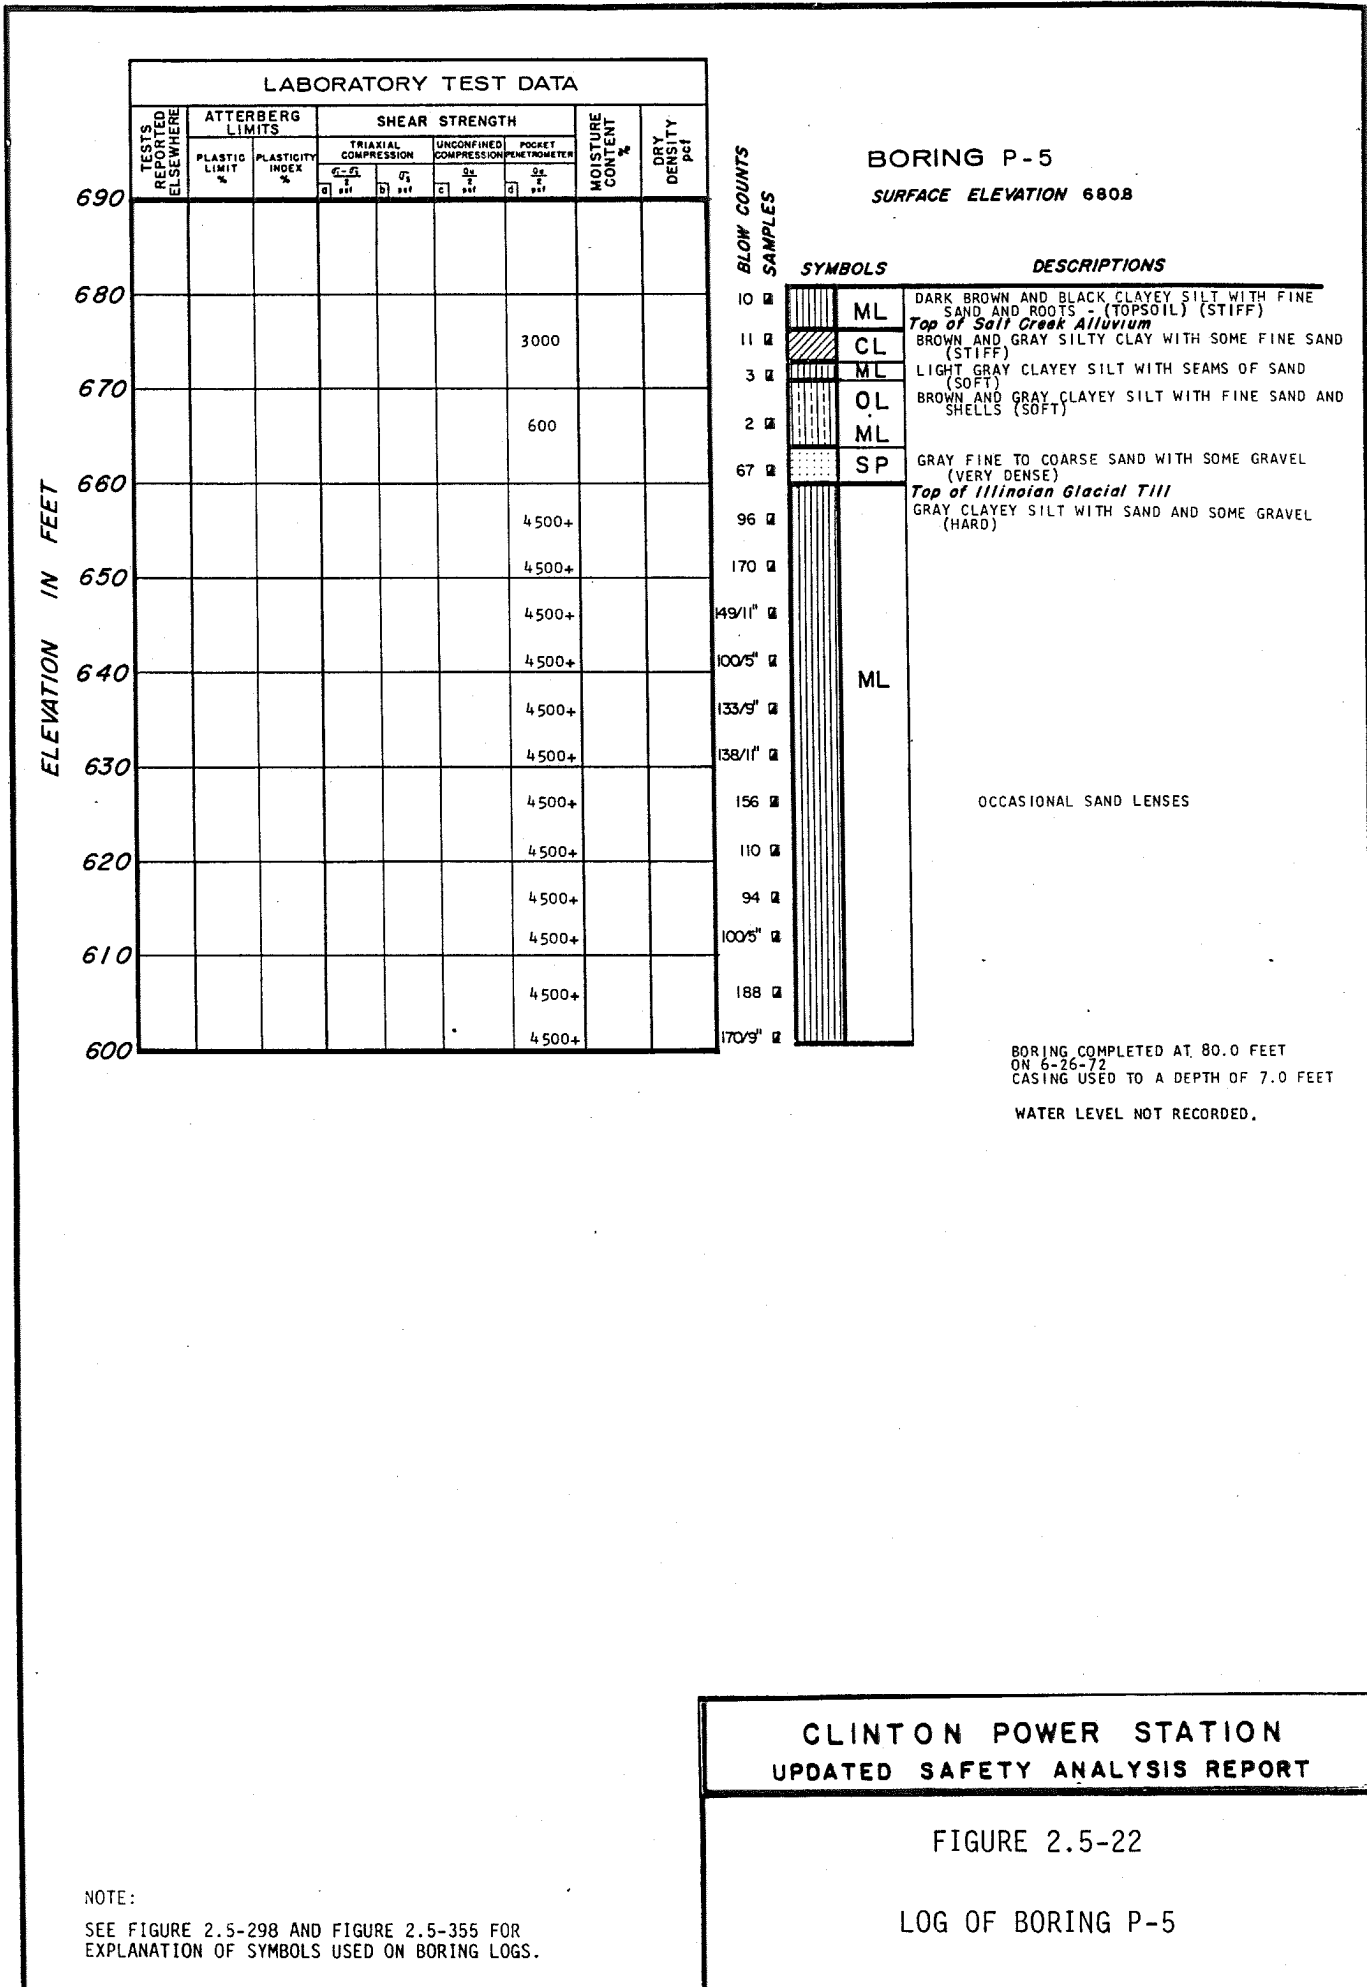 LABORATORY TEST DATA
TESTS REPORTED ELSEWHERE
ATTERBERG LIMITS
SHEAR STRENGTH
MOISTURE CONTENT %
DRY DENSITY pcf
PLASTIC LIMIT %
PLASTICITY INDEX %
TRIAXIAL COMPRESSION
UNCONFINED COMPRESSION
POCKET PENETROMETER
a
psf
b
psf
c
psf
d
psf
BLOW COUNTS
SAMPLES
BORING P-5
SURFACE ELEVATION 680.8
SYMBOLS
DESCRIPTIONS
ELEVATION IN FEET
690
680
670
660
650
640
630
620
610
600
3000
600
4500+
4500+
4500+
4500+
4500+
4500+
4500+
4500+
4500+
4500+
4500+
4500+
10
11
3
2
67
96
170
149/11"
100/5"
133/9"
138/11"
156
110
94
100/5"
188
170/9"
ML
DARK BROWN AND BLACK CLAYEY SILT WITH FINE
SAND AND ROOTS - (TOPSOIL) (STIFF)
Top of Salt Creek Alluvium
CL
BROWN AND GRAY SILTY CLAY WITH SOME FINE SAND
(STIFF)
ML
LIGHT GRAY CLAYEY SILT WITH SEAMS OF SAND
(SOFT)
OL
ML
BROWN AND GRAY CLAYEY SILT WITH FINE SAND AND
SHELLS (SOFT)
SP
GRAY FINE TO COARSE SAND WITH SOME GRAVEL
(VERY DENSE)
Top of Illinoian Glacial Till
GRAY CLAYEY SILT WITH SAND AND SOME GRAVEL
(HARD)
ML
OCCASIONAL SAND LENSES
BORING COMPLETED AT 80.0 FEET
ON 6-26-72
CASING USED TO A DEPTH OF 7.0 FEET
WATER LEVEL NOT RECORDED.
CLINTON POWER STATION
UPDATED SAFETY ANALYSIS REPORT
FIGURE 2.5-22
LOG OF BORING P-5
NOTE:
SEE FIGURE 2.5-298 AND FIGURE 2.5-355 FOR
EXPLANATION OF SYMBOLS USED ON BORING LOGS.